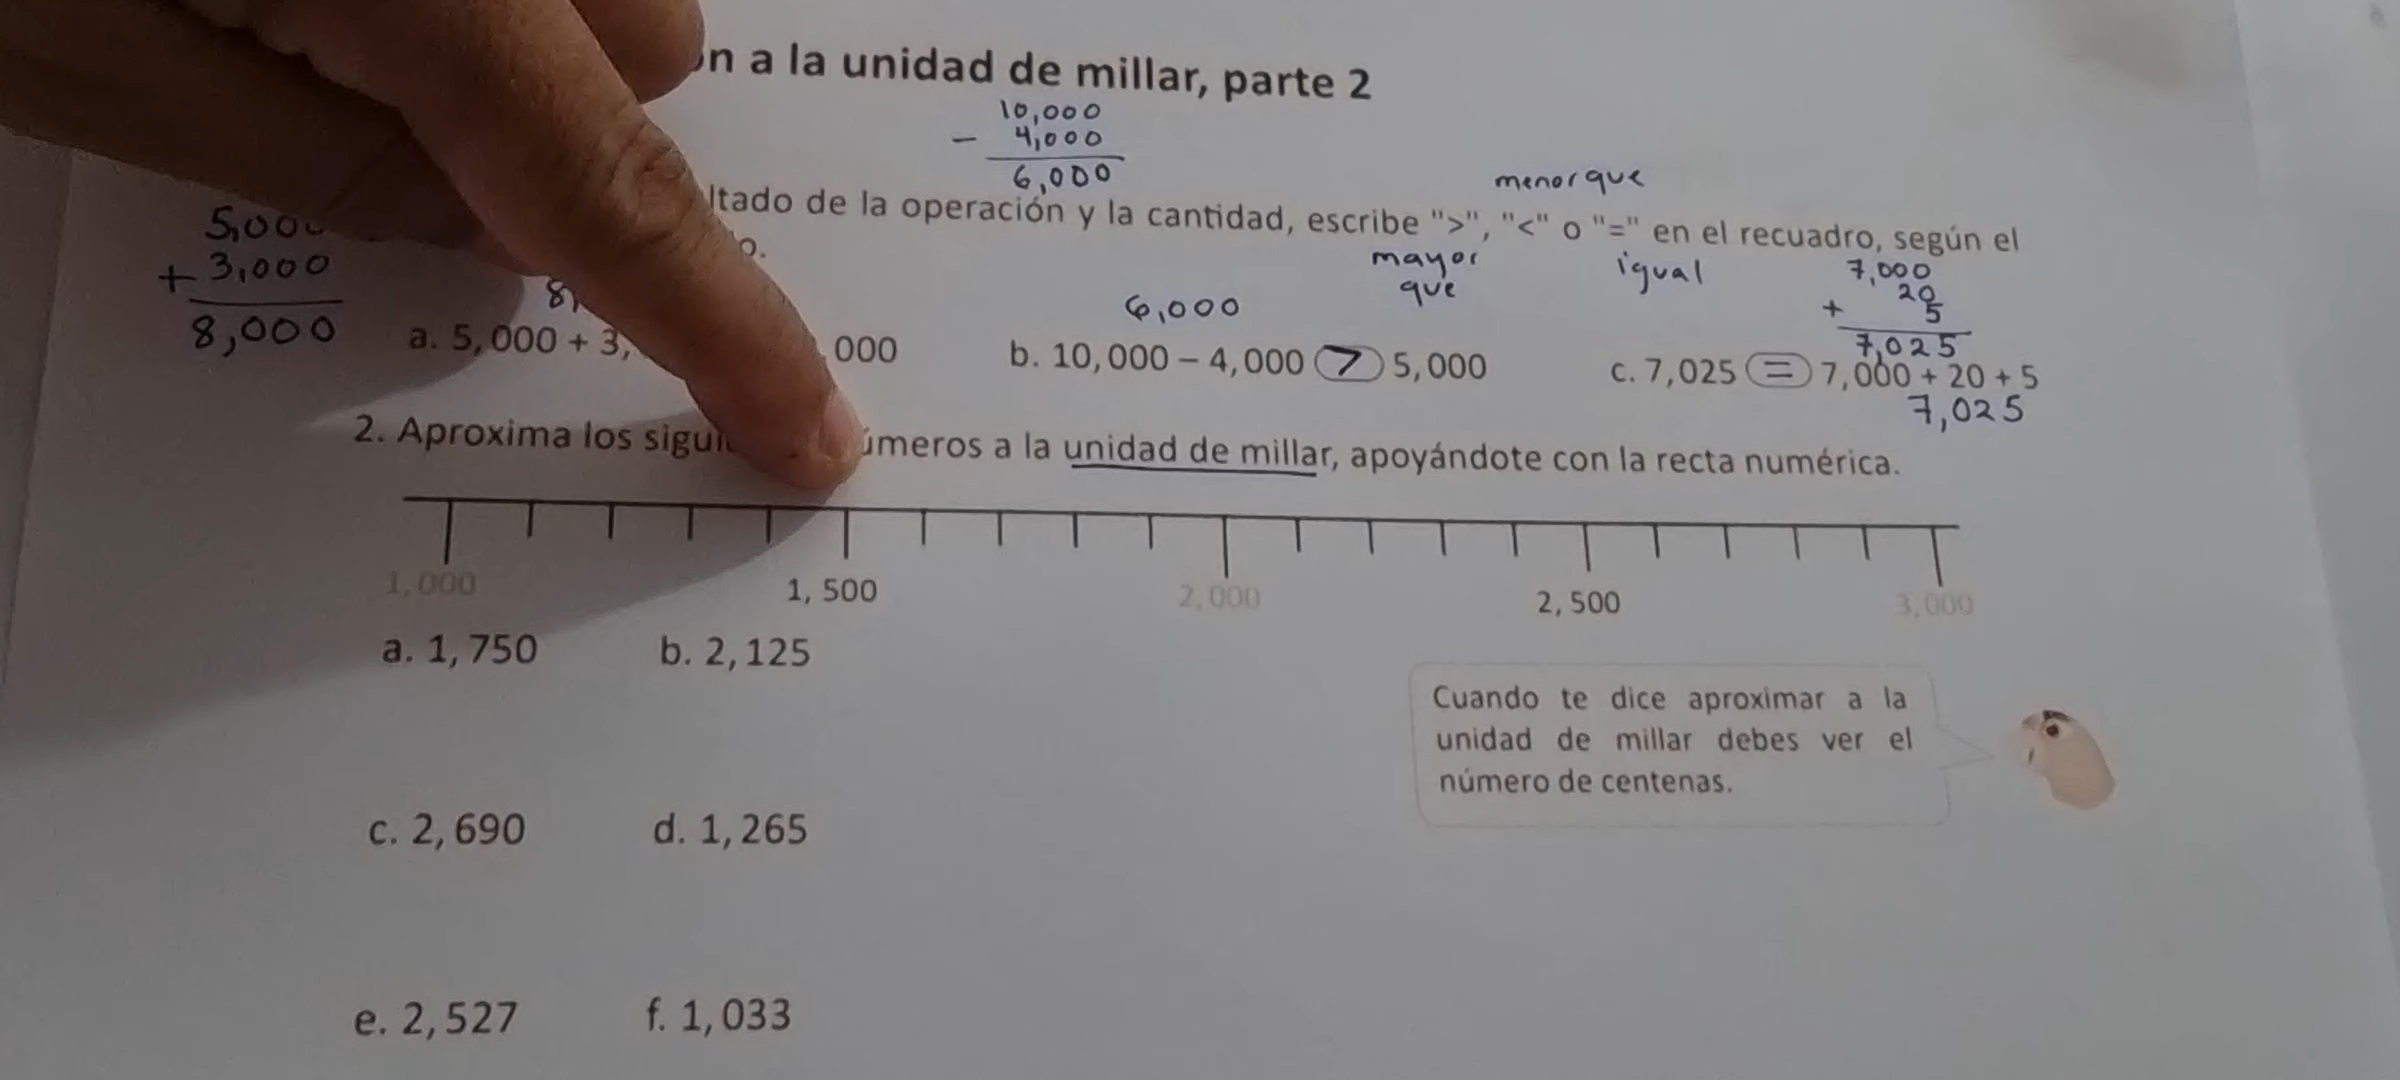 n a la unidad de millar, parte 2
10,000
- 4,000
6,000
menor que
ltado de la operación y la cantidad, escribe ">", "<" o "=" en el recuadro, según el
mayor que
igual
+ 3,000
8,000
7,000
20
+ 5
7,025
6,000
a. 5,000 + 3, 000
b. 10,000 – 4,000 > 5,000
c. 7,025 = 7,000 + 20 + 5
7,025
2. Aproxima los números a la unidad de millar, apoyándote con la recta numérica.
1,000 1,500 2,000 2,500 3,000
a. 1,750 b. 2,125
Cuando te dice aproximar a la
unidad de millar debes ver el
número de centenas.
c. 2,690 d. 1,265
e. 2,527 f. 1,033